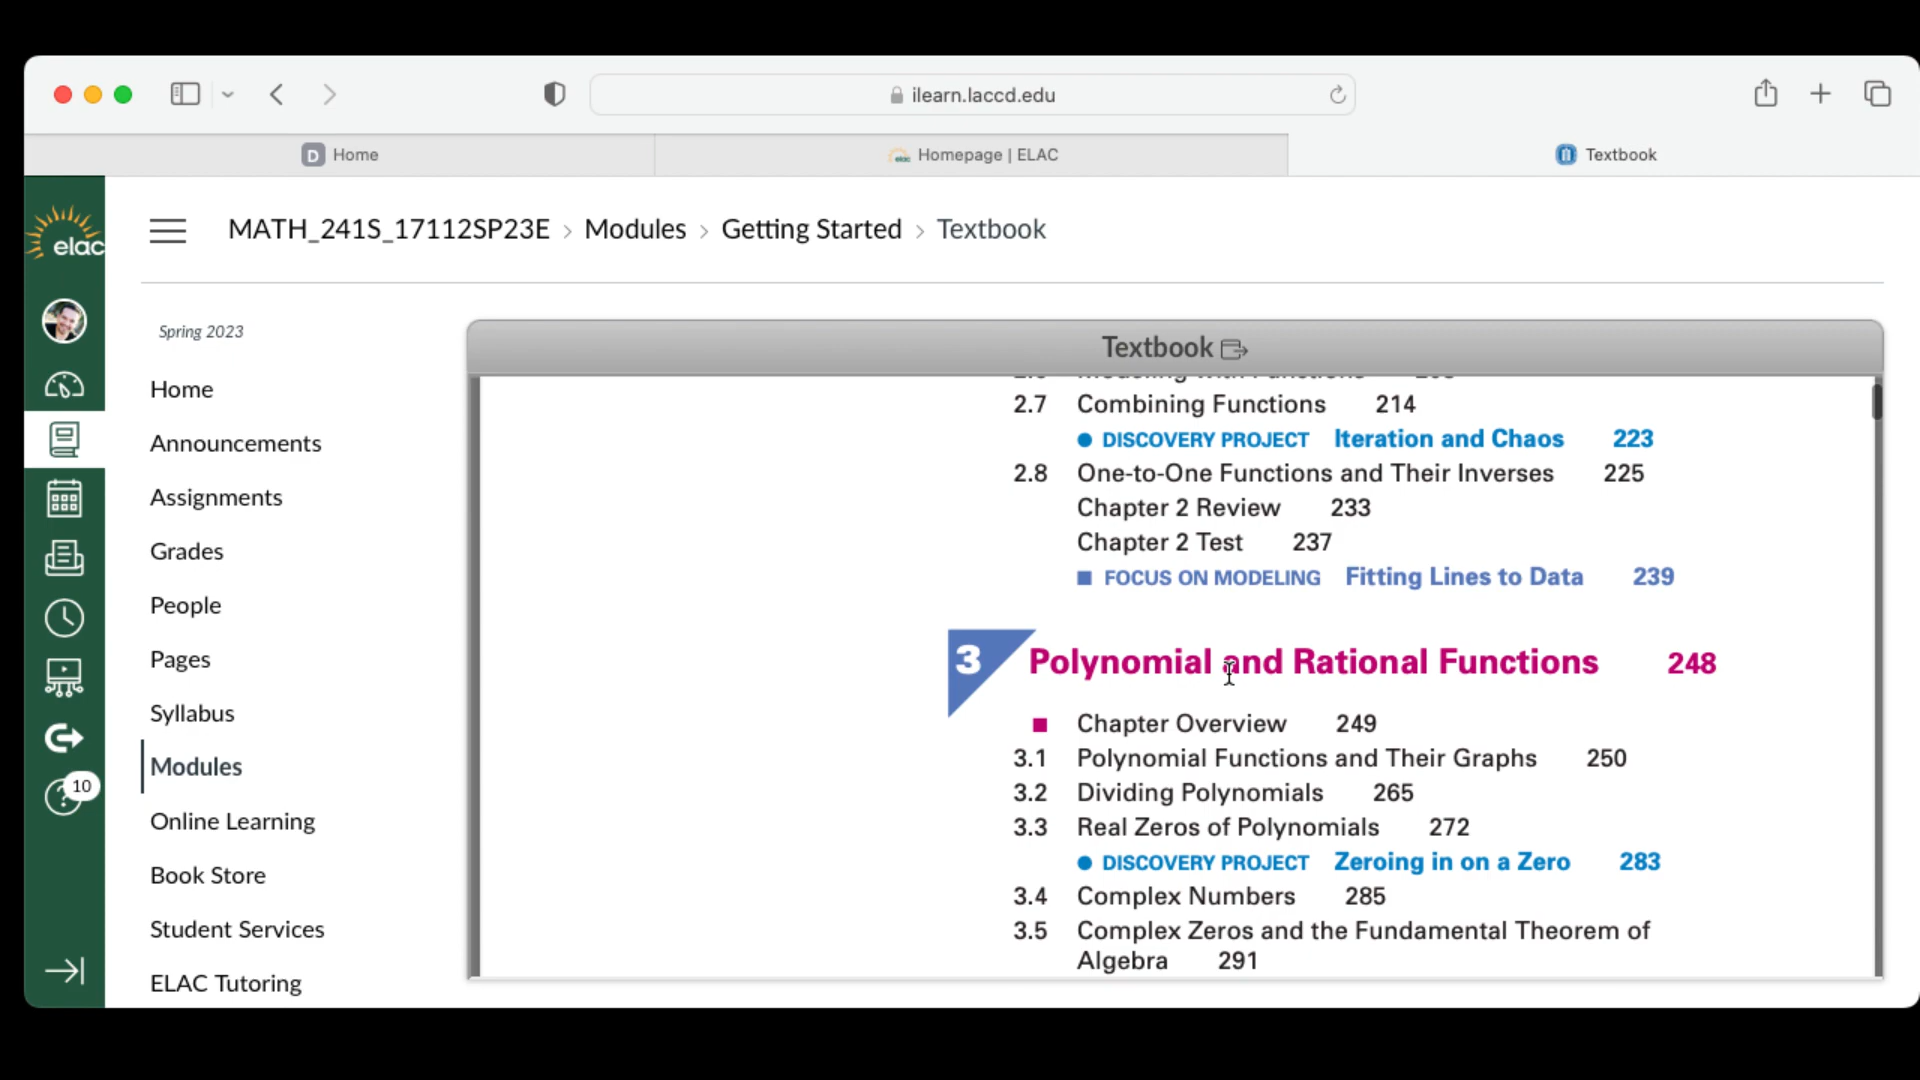 ilearn.laccd.edu
D Home
Homepage | ELAC
Textbook
elac
MATH_241S_17112SP23E > Modules > Getting Started > Textbook
Spring 2023
Home
Announcements
Assignments
Grades
People
Pages
Syllabus
Modules
Online Learning
Book Store
Student Services
ELAC Tutoring
10
Textbook
2.7 Combining Functions 214
● DISCOVERY PROJECT Iteration and Chaos 223
2.8 One-to-One Functions and Their Inverses 225
Chapter 2 Review 233
Chapter 2 Test 237
■ FOCUS ON MODELING Fitting Lines to Data 239
3 Polynomial and Rational Functions 248
■ Chapter Overview 249
3.1 Polynomial Functions and Their Graphs 250
3.2 Dividing Polynomials 265
3.3 Real Zeros of Polynomials 272
● DISCOVERY PROJECT Zeroing in on a Zero 283
3.4 Complex Numbers 285
3.5 Complex Zeros and the Fundamental Theorem of
Algebra 291